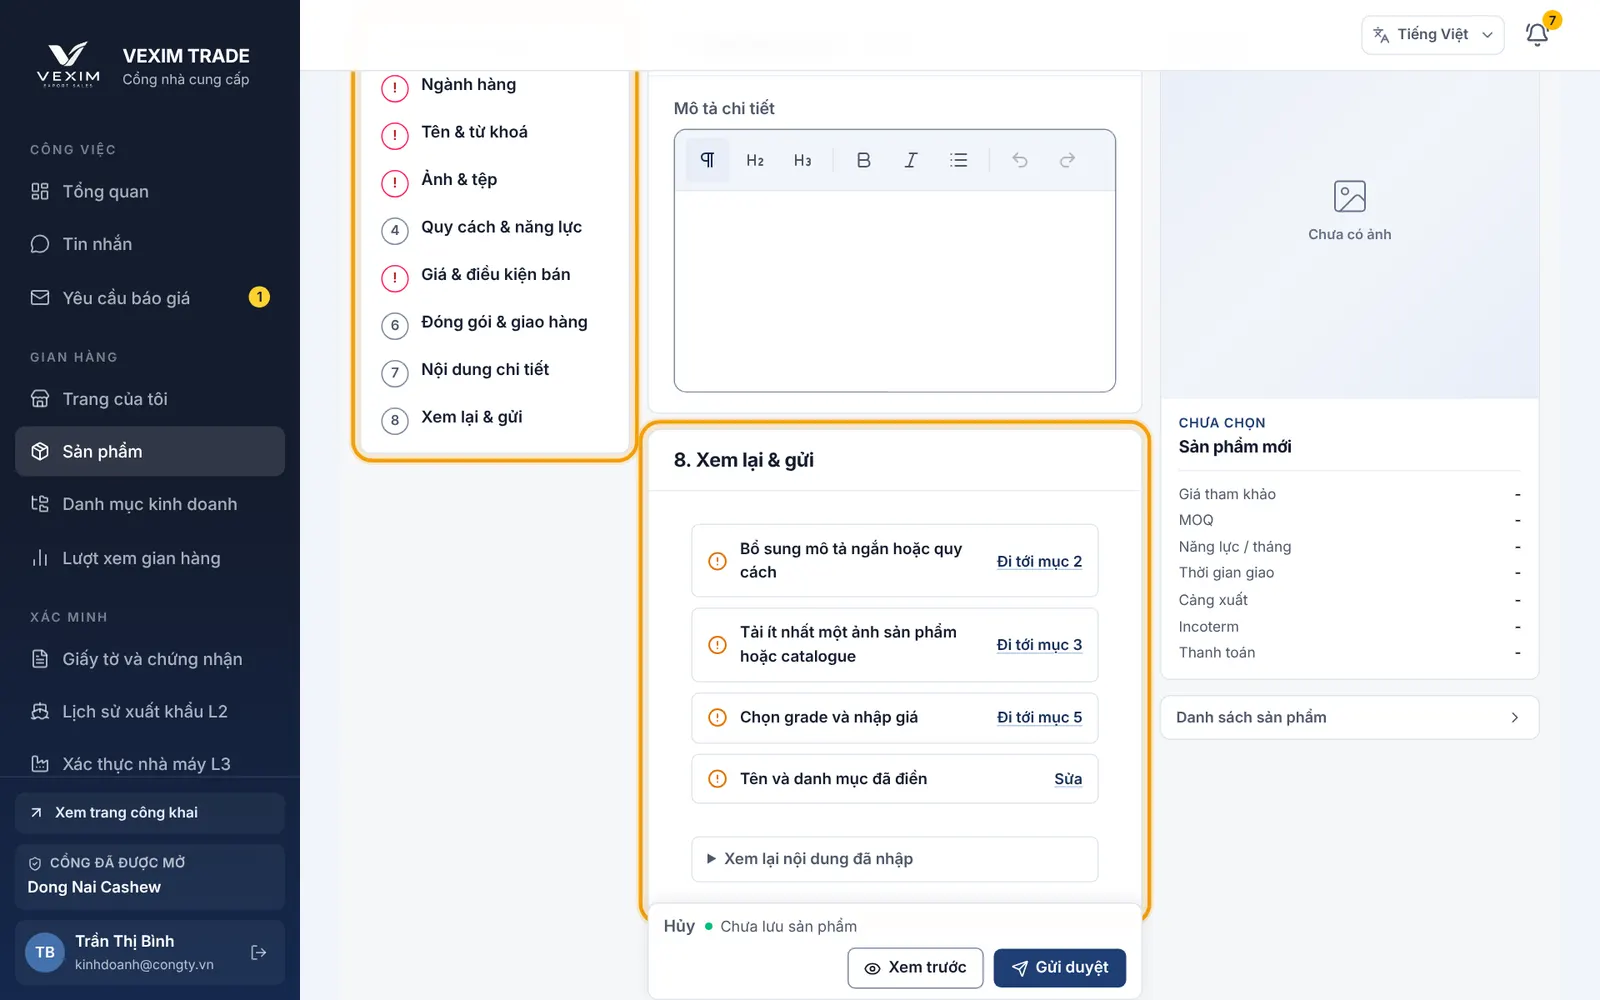 VEXIM
EXPORT SALES
VEXIM TRADE
Cổng nhà cung cấp
CÔNG VIỆC
Tổng quan
Tin nhắn
Yêu cầu báo giá
1
GIAN HÀNG
Trang của tôi
Sản phẩm
Danh mục kinh doanh
Lượt xem gian hàng
XÁC MINH
Giấy tờ và chứng nhận
Lịch sử xuất khẩu L2
Xác thực nhà máy L3
Xem trang công khai
CỔNG ĐÃ ĐƯỢC MỞ
Dong Nai Cashew
TB
Trần Thị Bình
kinhdoanh@congty.vn
Tiếng Việt
7
! Ngành hàng
! Tên & từ khoá
! Ảnh & tệp
4 Quy cách & năng lực
! Giá & điều kiện bán
6 Đóng gói & giao hàng
7 Nội dung chi tiết
8 Xem lại & gửi
Mô tả chi tiết
¶ H2 H3 B I
8. Xem lại & gửi
Bổ sung mô tả ngắn hoặc quy
cách
Đi tới mục 2
Tải ít nhất một ảnh sản phẩm
hoặc catalogue
Đi tới mục 3
Chọn grade và nhập giá
Đi tới mục 5
Tên và danh mục đã điền
Sửa
Xem lại nội dung đã nhập
Hủy
Chưa lưu sản phẩm
Xem trước
Gửi duyệt
Chưa có ảnh
CHƯA CHỌN
Sản phẩm mới
Giá tham khảo -
MOQ -
Năng lực / tháng -
Thời gian giao -
Cảng xuất -
Incoterm -
Thanh toán -
Danh sách sản phẩm